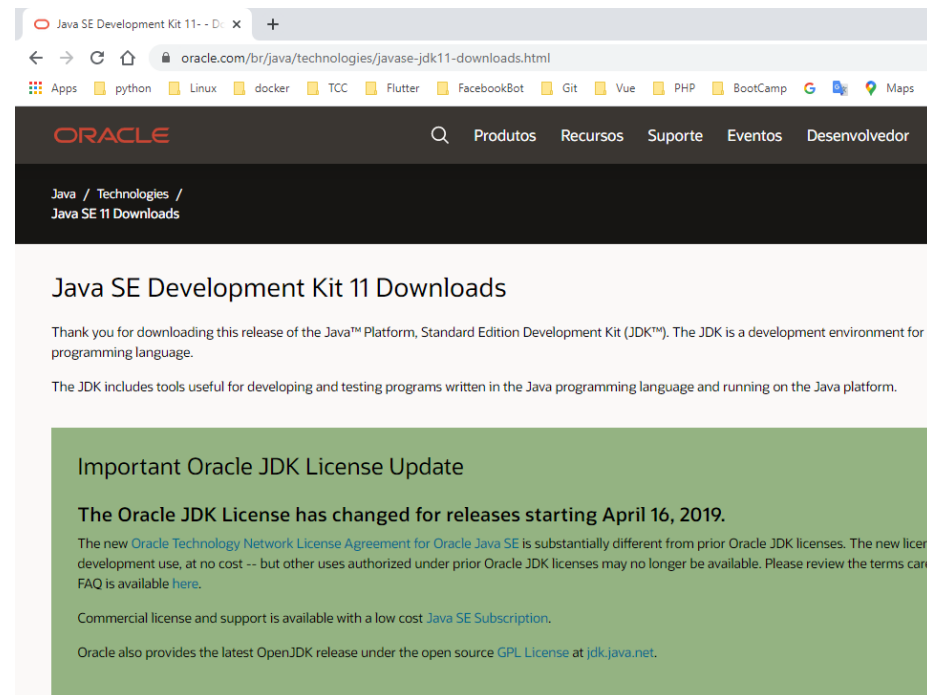 Java SE Development Kit 11- - Do
oracle.com/br/java/technologies/javase-jdk11-downloads.html
Apps python Linux docker TCC Flutter FacebookBot Git Vue PHP BootCamp Maps
ORACLE Produtos Recursos Suporte Eventos Desenvolvedor
Java / Technologies /
Java SE 11 Downloads
Java SE Development Kit 11 Downloads
Thank you for downloading this release of the Java™ Platform, Standard Edition Development Kit (JDK™). The JDK is a development environment for
programming language.
The JDK includes tools useful for developing and testing programs written in the Java programming language and running on the Java platform.
Important Oracle JDK License Update
The Oracle JDK License has changed for releases starting April 16, 2019.
The new Oracle Technology Network License Agreement for Oracle Java SE is substantially different from prior Oracle JDK licenses. The new licen
development use, at no cost -- but other uses authorized under prior Oracle JDK licenses may no longer be available. Please review the terms care
FAQ is available here.
Commercial license and support is available with a low cost Java SE Subscription.
Oracle also provides the latest OpenJDK release under the open source GPL License at jdk.java.net.